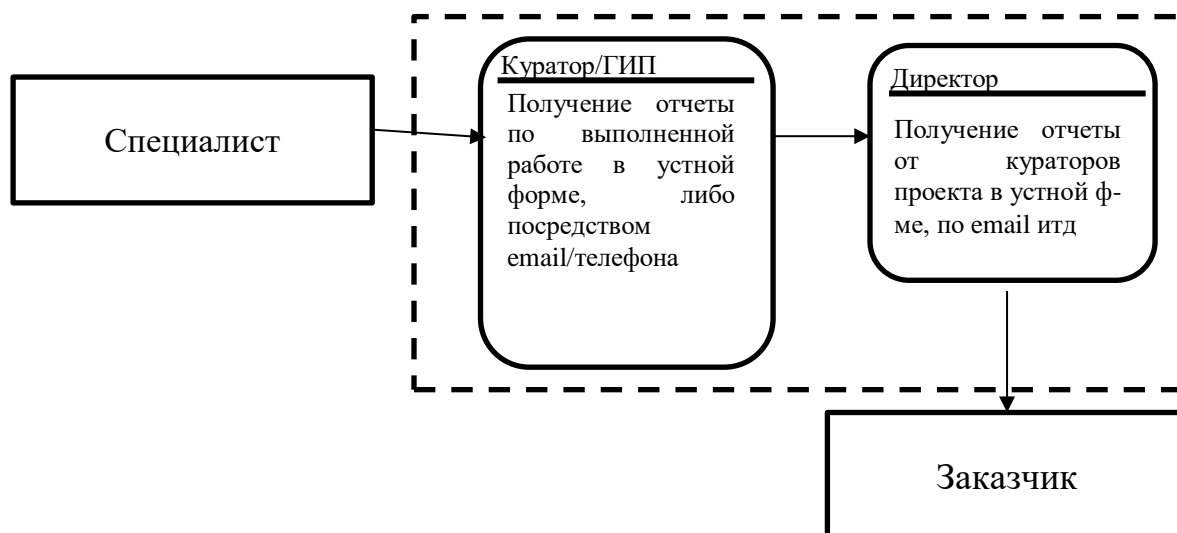 Специалист
Куратор/ГИП
Получение отчеты
по выполненной
работе в устной
форме, либо
посредством
email/телефона
Директор
Получение отчеты
от кураторов
проекта в устной ф-
ме, по email итд
Заказчик